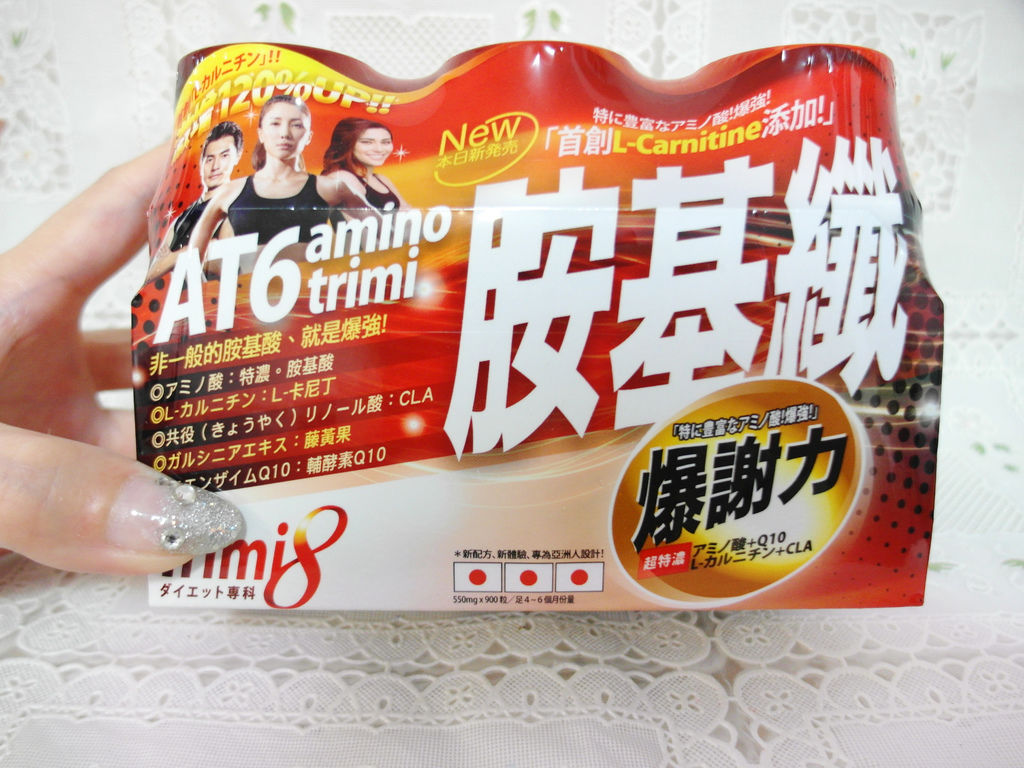 カルニチン」!!
120%UP!!
New
本日新発売
特に豊富なアミノ酸!爆強!
「首創L-Carnitine添加!」
胺基纖
AT6 amino
trimi
非一般的胺基酸、就是爆強!
◎アミノ酸:特濃。胺基酸
◎L-カルニチン:L-卡尼丁
◎共役(きょうやく)リノール酸:CLA
◎ガルシニアエキス:藤黃果
エンザイムQ10:輔酵素Q10
「特に豊富なアミノ酸!爆強!」
爆謝力
超特濃
アミノ酸+Q10
L-カルニチン+CLA
trimi8
ダイエット専科
*新配方、新體驗、專為亞洲人設計!
550mg x 900粒/足4~6個月份量